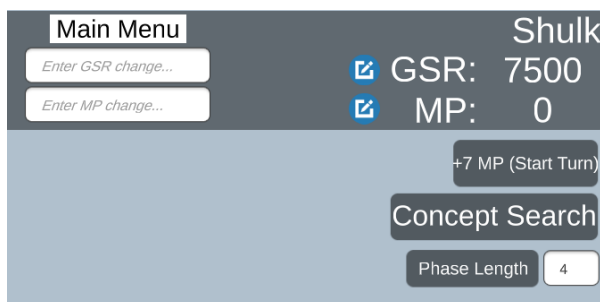 Main Menu
Shulk
Enter GSR change...
GSR: 7500
Enter MP change...
MP: 0
+7 MP (Start Turn)
Concept Search
Phase Length 4